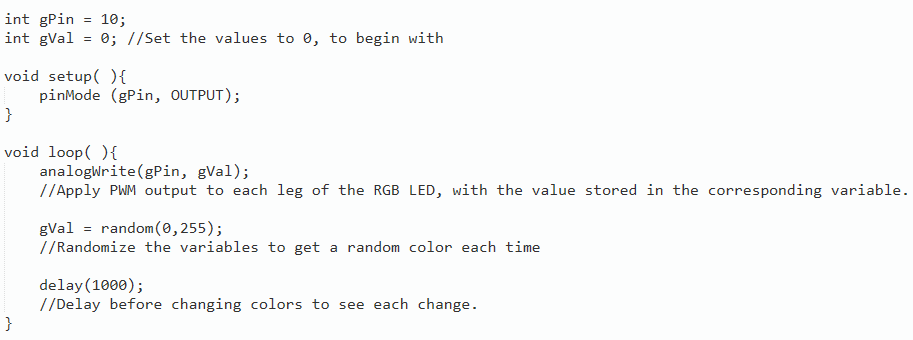 int gPin = 10;
int gVal = 0; //Set the values to 0, to begin with
void setup( ){
pinMode (gPin, OUTPUT);
}
void loop( ){
analogWrite(gPin, gVal);
//Apply PWM output to each leg of the RGB LED, with the value stored in the corresponding variable.
gVal = random(0,255);
//Randomize the variables to get a random color each time
delay(1000);
//Delay before changing colors to see each change.
}